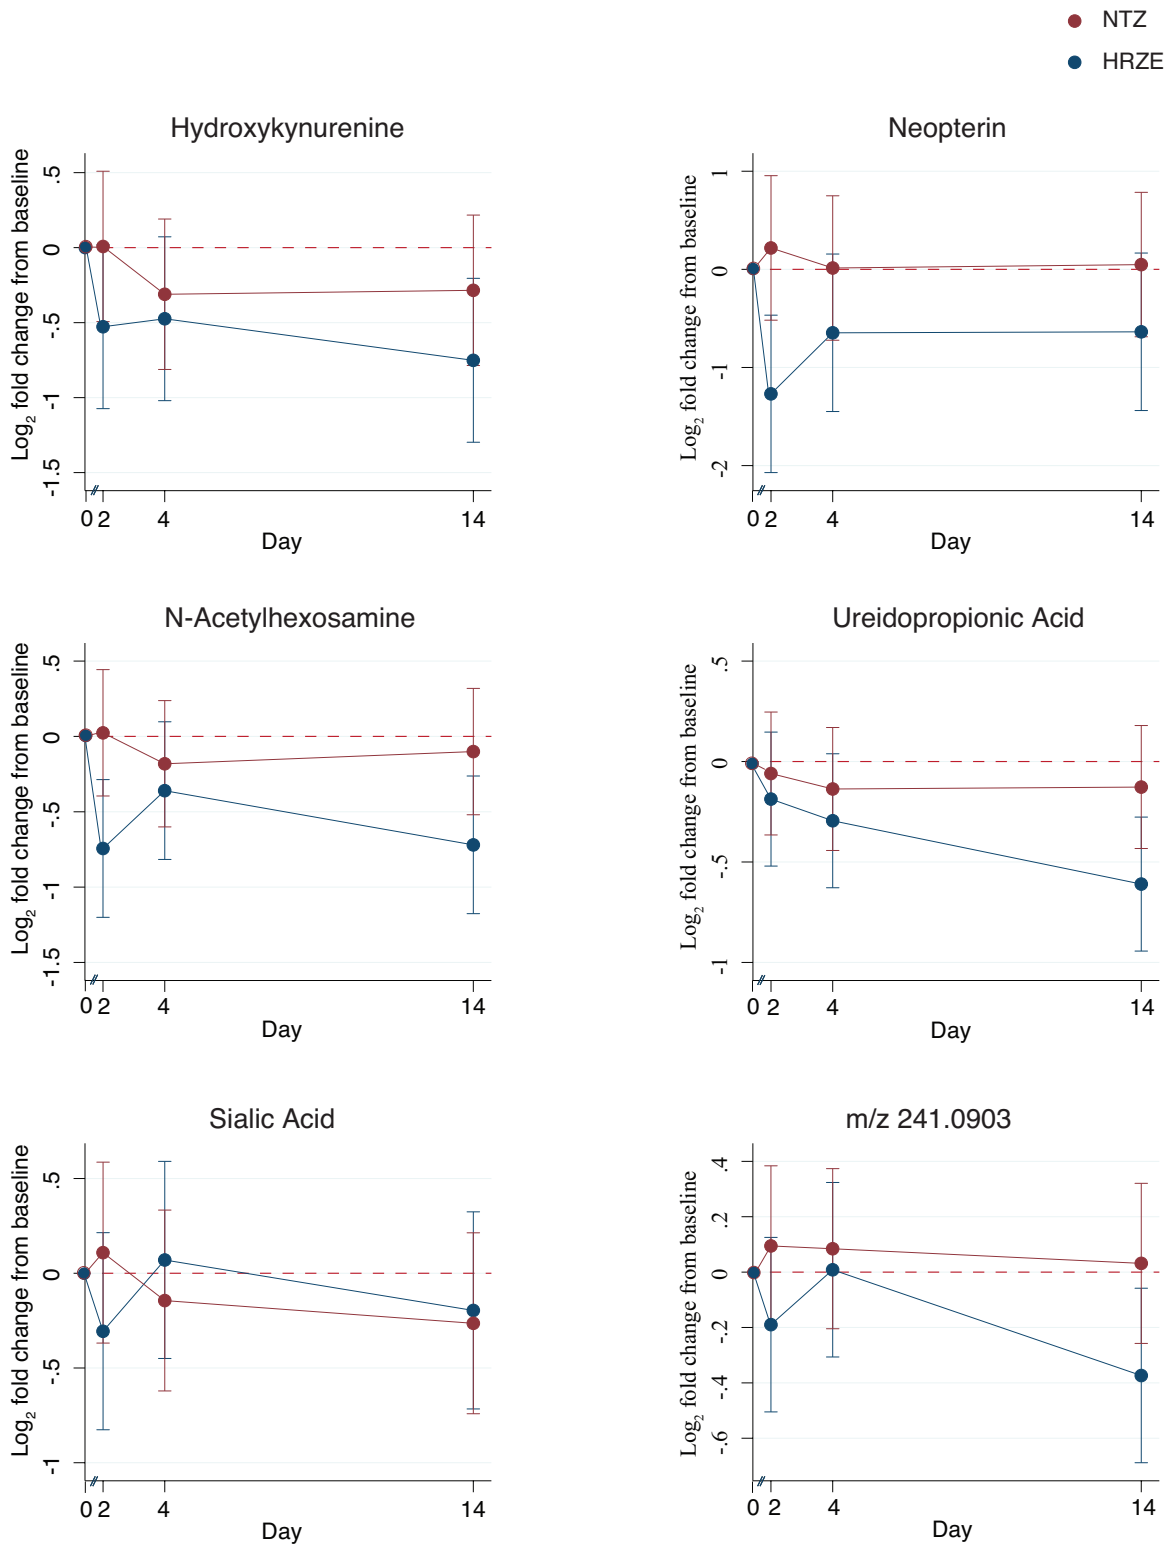 NTZ
HRZE
Hydroxykynurenine
Log2 fold change from baseline
.5
0
-.5
-1
-1.5
0 2 4 14
Day
Neopterin
Log2 fold change from baseline
1
0
-1
-2
0 2 4 14
Day
N-Acetylhexosamine
Log2 fold change from baseline
.5
0
-.5
-1
-1.5
0 2 4 14
Day
Ureidopropionic Acid
Log2 fold change from baseline
.5
0
-.5
-1
0 2 4 14
Day
Sialic Acid
Log2 fold change from baseline
.5
0
-.5
-1
0 2 4 14
Day
m/z 241.0903
Log2 fold change from baseline
.4
.2
0
-.2
-.4
-.6
0 2 4 14
Day